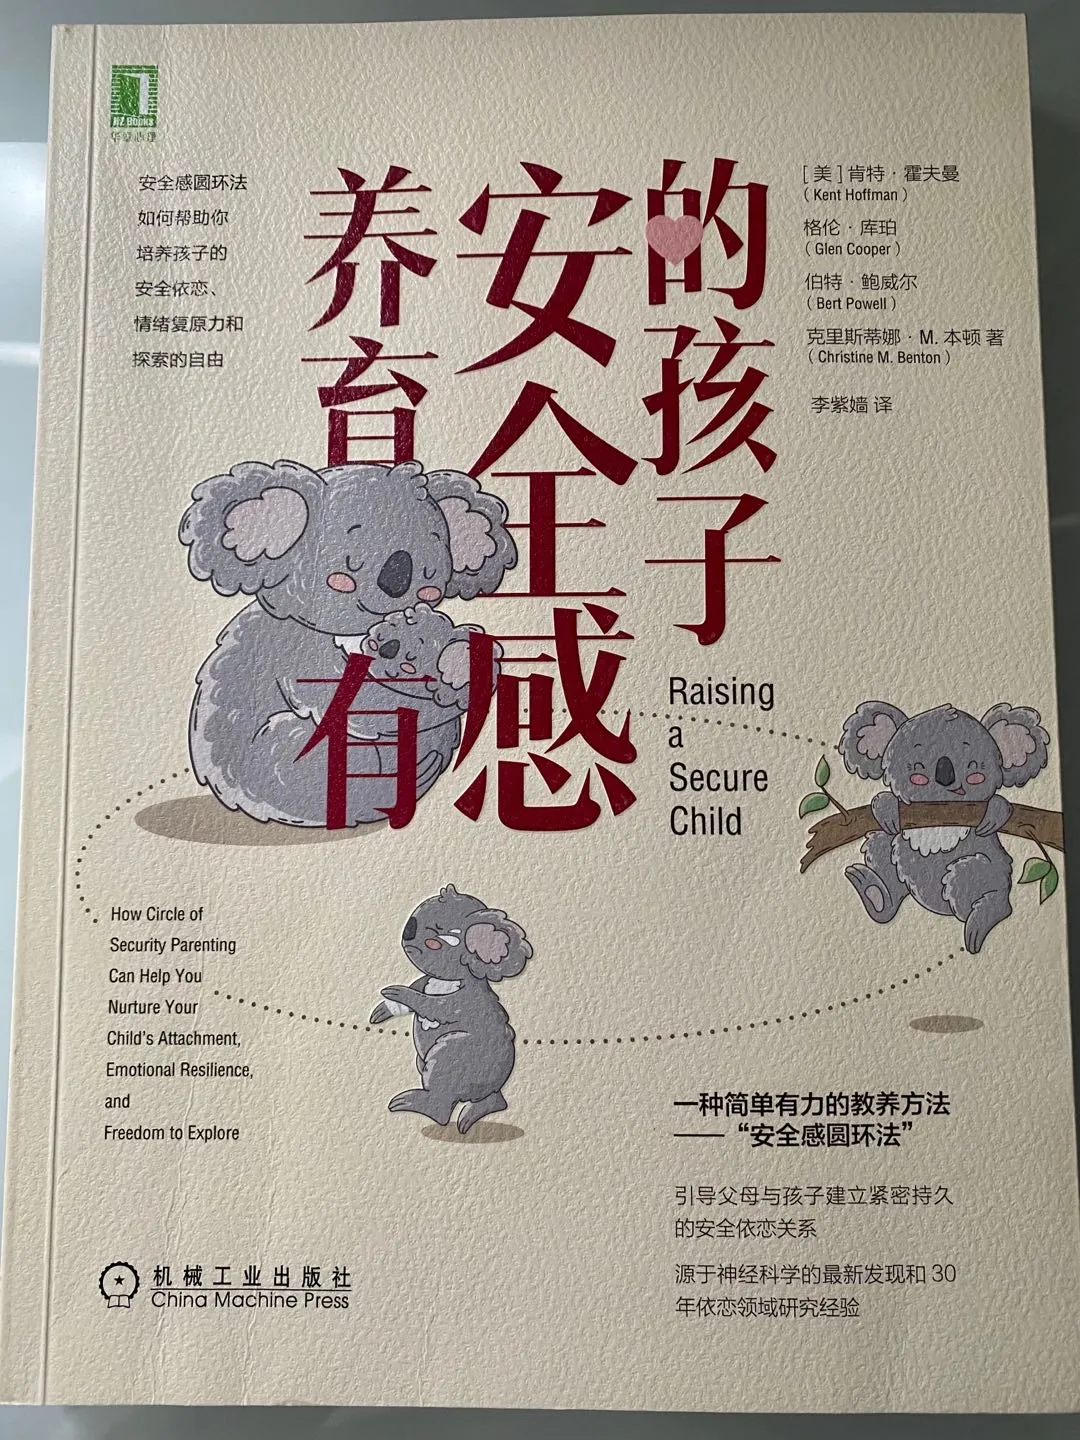 HZ Books
华章心理
安全感圆环法
如何帮助你
培养孩子的
安全依恋、
情绪复原力和
探索的自由
养育有
安全感
的孩子
[美]肯特·霍夫曼
(Kent Hoffman)
格伦·库珀
(Glen Cooper)
伯特·鲍威尔
(Bert Powell)
克里斯蒂娜·M. 本顿 著
(Christine M. Benton)
李紫嫱 译
Raising
a
Secure
Child
How Circle of
Security Parenting
Can Help You
Nurture Your
Child's Attachment,
Emotional Resilience,
and
Freedom to Explore
一种简单有力的教养方法
——“安全感圆环法”
引导父母与孩子建立紧密持久
的安全依恋关系
源于神经科学的最新发现和 30
年依恋领域研究经验
机械工业出版社
China Machine Press